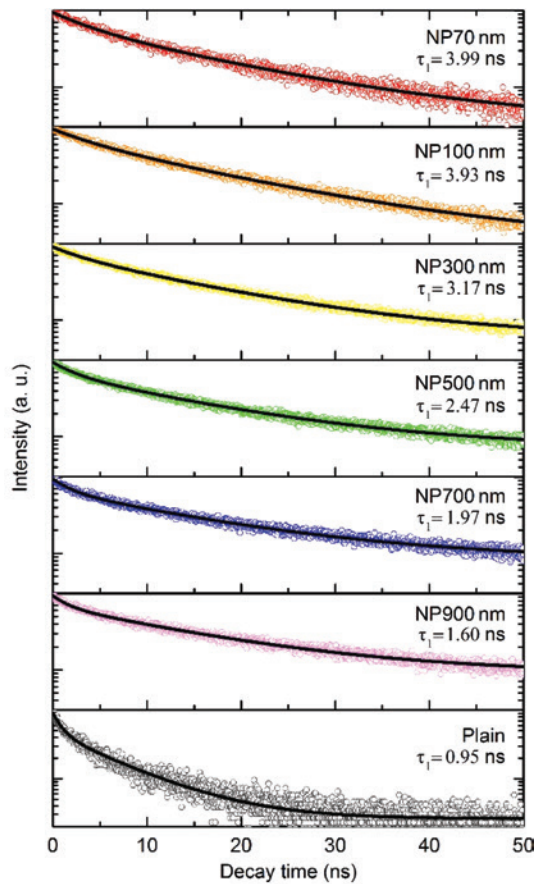 NP70 nm
τ₁= 3.99 ns
NP100 nm
τ₁= 3.93 ns
NP300 nm
τ₁= 3.17 ns
NP500 nm
τ₁= 2.47 ns
NP700 nm
τ₁= 1.97 ns
NP900 nm
τ₁= 1.60 ns
Plain
τ₁= 0.95 ns
Intensity (a. u.)
0 10 20 30 40 50
Decay time (ns)